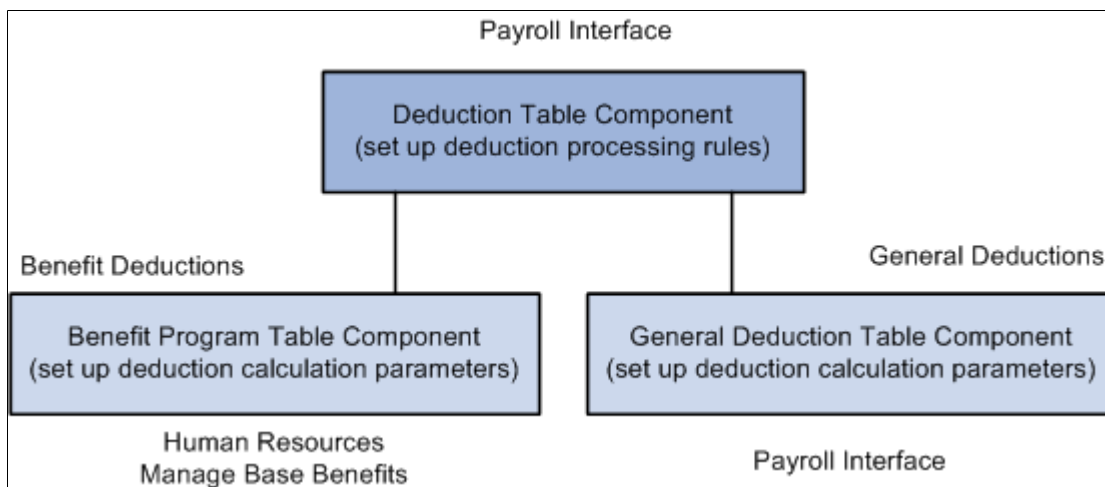 Payroll Interface
Deduction Table Component
(set up deduction processing rules)
Benefit Deductions
General Deductions
Benefit Program Table Component
(set up deduction calculation parameters)
General Deduction Table Component
(set up deduction calculation parameters)
Human Resources
Manage Base Benefits
Payroll Interface